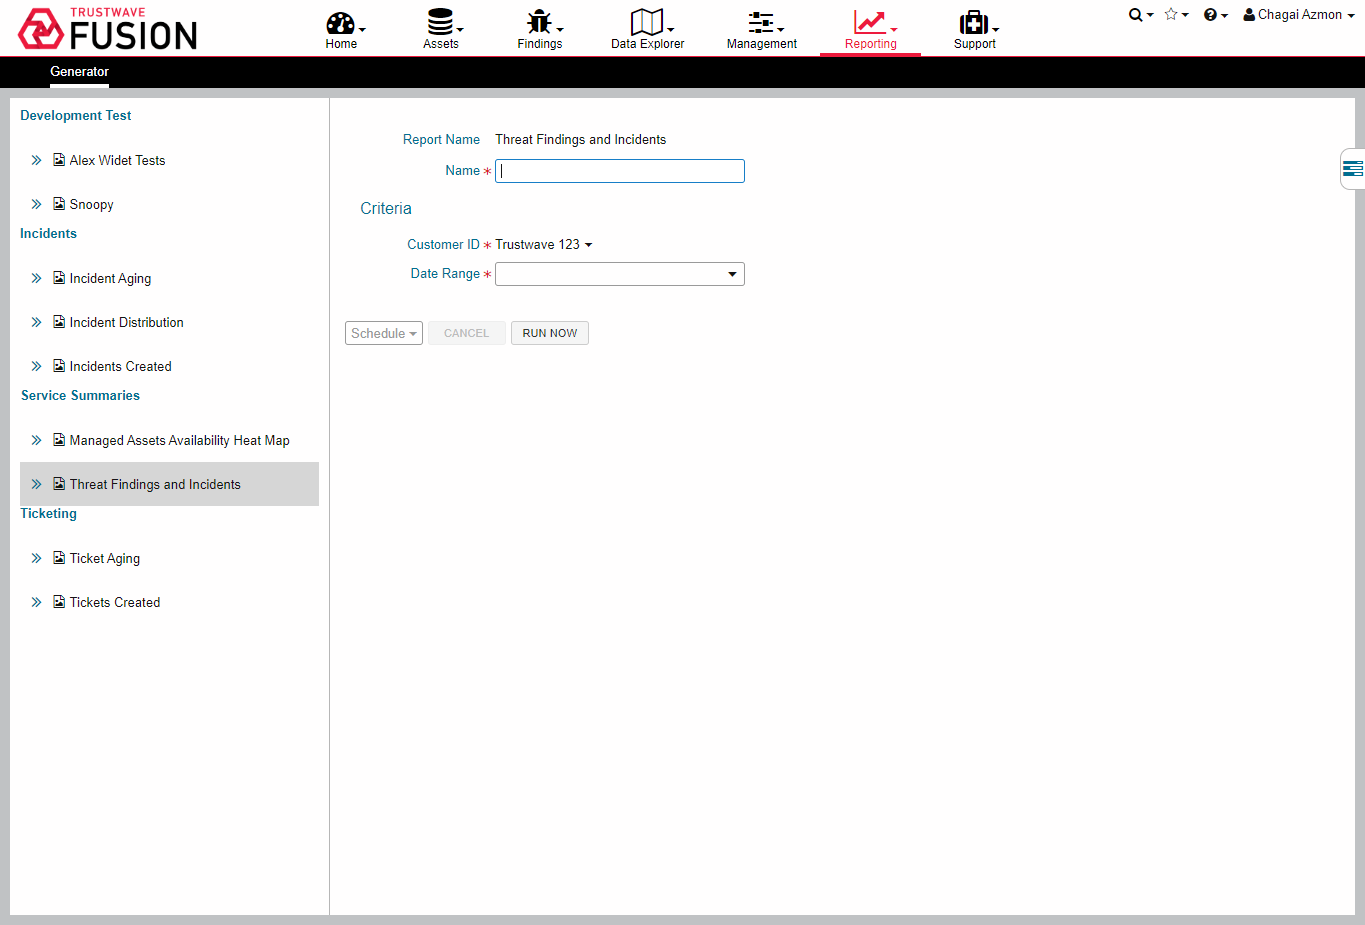 TRUSTWAVE
FUSION
Home
Assets
Findings
Data Explorer
Management
Reporting
Support
Chagai Azmon
Generator
Development Test
Alex Widet Tests
Snoopy
Incidents
Incident Aging
Incident Distribution
Incidents Created
Service Summaries
Managed Assets Availability Heat Map
Threat Findings and Incidents
Ticketing
Ticket Aging
Tickets Created
Report Name Threat Findings and Incidents
Name *
Criteria
Customer ID * Trustwave 123
Date Range *
Schedule CANCEL RUN NOW